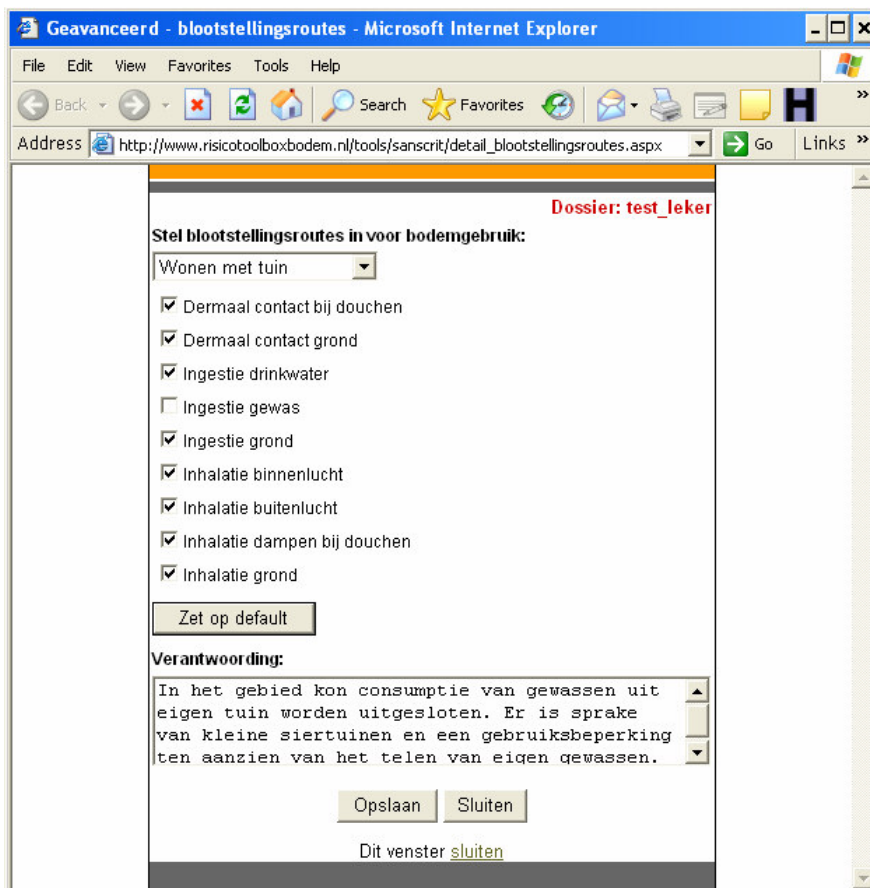 Geavanceerd - blootstellingsroutes - Microsoft Internet Explorer
File Edit View Favorites Tools Help
Back Search Favorites H »
Address http://www.risicotoolboxbodem.nl/tools/sanscrit/detail_blootstellingsroutes.aspx Go Links »
Dossier: test_leker
Stel blootstellingsroutes in voor bodemgebruik:
Wonen met tuin
Dermaal contact bij douchen
Dermaal contact grond
Ingestie drinkwater
Ingestie gewas
Ingestie grond
Inhalatie binnenlucht
Inhalatie buitenlucht
Inhalatie dampen bij douchen
Inhalatie grond
Zet op default
Verantwoording:
In het gebied kon consumptie van gewassen uit
eigen tuin worden uitgesloten. Er is sprake
van kleine siertuinen en een gebruiksbeperking
ten aanzien van het telen van eigen gewassen.
Opslaan Sluiten
Dit venster sluiten